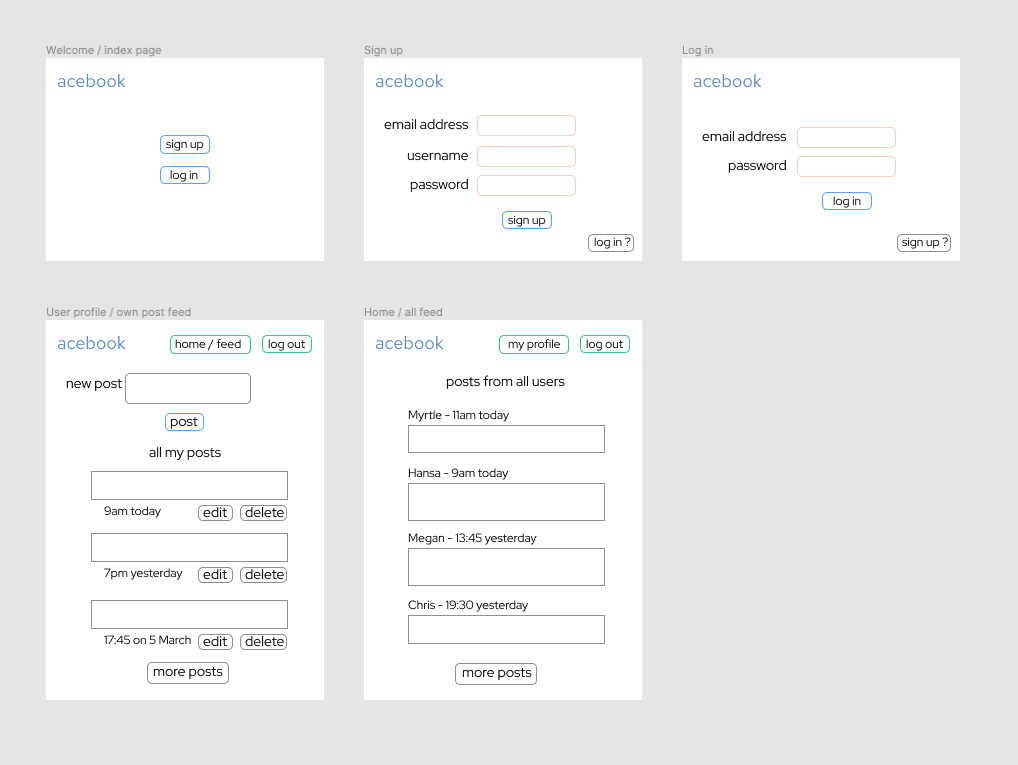 Welcome / index page
acebook
sign up
log in
Sign up
acebook
email address
username
password
sign up
log in ?
Log in
acebook
email address
password
log in
sign up ?
User profile / own post feed
acebook
home / feed
log out
new post
post
all my posts
9am today
edit
delete
7pm yesterday
edit
delete
17:45 on 5 March
edit
delete
more posts
Home / all feed
acebook
my profile
log out
posts from all users
Myrtle - 11am today
Hansa - 9am today
Megan - 13:45 yesterday
Chris - 19:30 yesterday
more posts